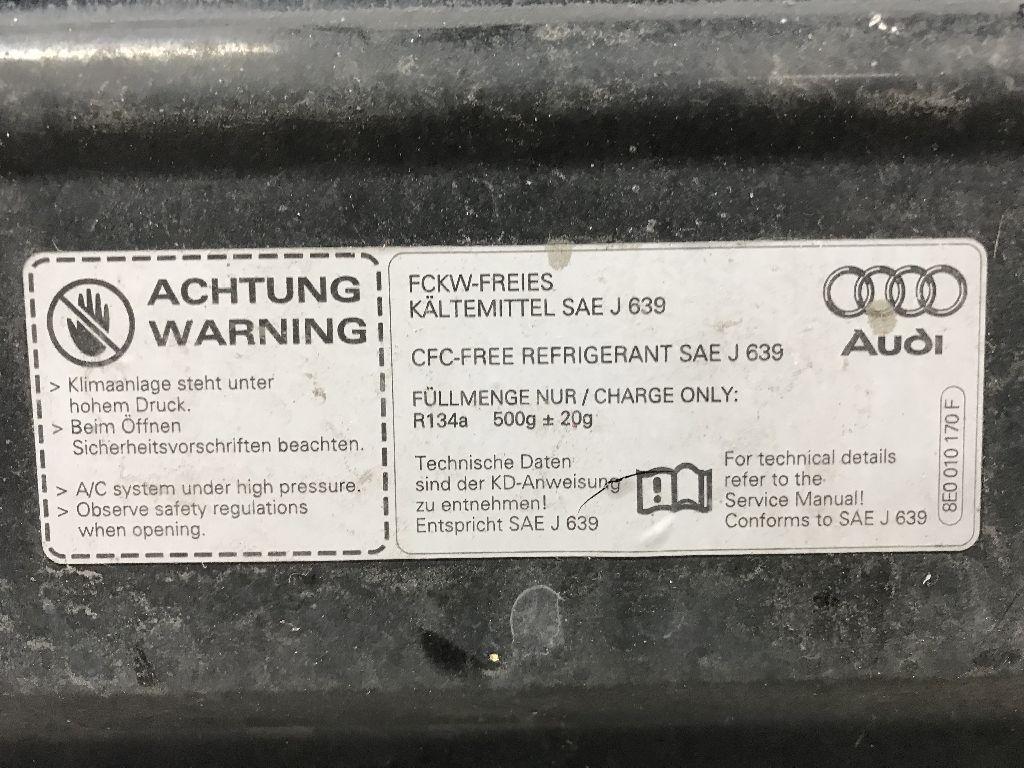 ACHTUNG
WARNING
> Klimaanlage steht unter
hohem Druck.
> Beim Öffnen
Sicherheitsvorschriften beachten.
> A/C system under high pressure.
> Observe safety regulations
when opening.
FCKW-FREIES
KÄLTEMITTEL SAE J 639
CFC-FREE REFRIGERANT SAE J 639
FÜLLMENGE NUR / CHARGE ONLY:
R134a 500g ± 20g
Technische Daten
sind der KD-Anweisung
zu entnehmen!
Entspricht SAE J 639
For technical details
refer to the
Service Manual!
Conforms to SAE J 639
Audi
8E0 010 170 F